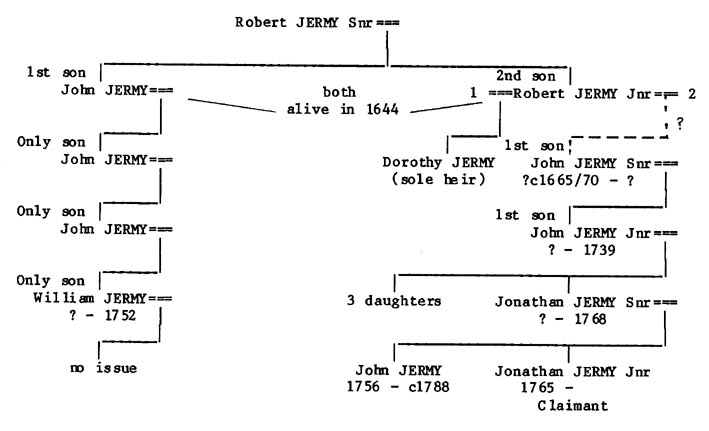 Robert JERMY Snr===
1st son
2nd son
John JERMY===
both
alive in 1644
1 ===Robert JERMY Jnr=== 2
?
Only son
John JERMY===
Dorothy JERMY
(sole heir)
1st son
John JERMY Snr===
?c1665/70 - ?
Only son
John JERMY===
1st son
John JERMY Jnr===
? - 1739
Only son
William JERMY===
? - 1752
3 daughters
Jonathan JERMY Snr===
? - 1768
no issue
John JERMY
1756 - c1788
Jonathan JERMY Jnr
1765 -
Claimant